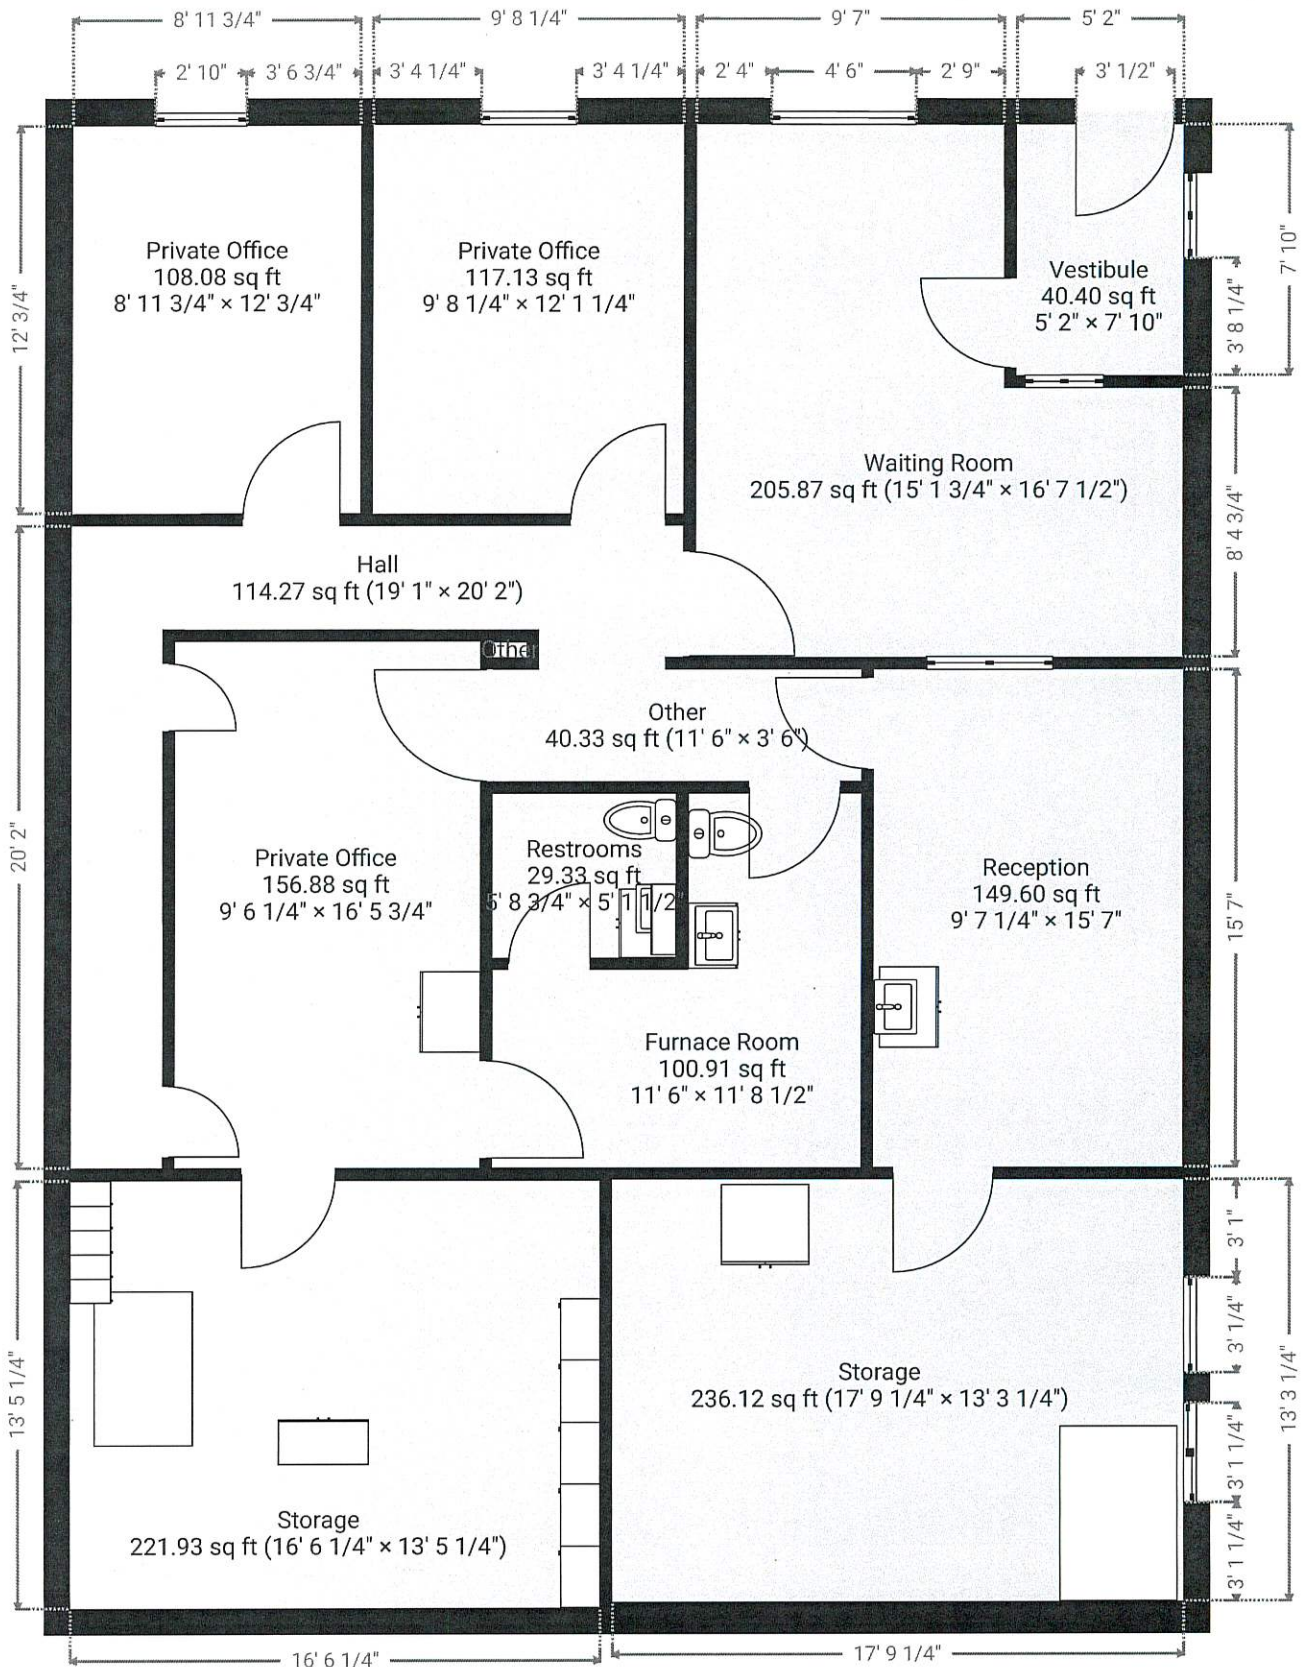 8' 11 3/4"
9' 8 1/4"
9' 7"
5' 2"
2' 10"
3' 6 3/4"
3' 4 1/4"
3' 4 1/4"
2' 4"
4' 6"
2' 9"
3' 1/2"
12' 3/4"
Private Office
108.08 sq ft
8' 11 3/4" × 12' 3/4"
Private Office
117.13 sq ft
9' 8 1/4" × 12' 1 1/4"
Vestibule
40.40 sq ft
5' 2" × 7' 10"
7' 10"
3' 8 1/4"
Waiting Room
205.87 sq ft (15' 1 3/4" × 16' 7 1/2")
8' 4 3/4"
Hall
114.27 sq ft (19' 1" × 20' 2")
Other
Other
40.33 sq ft (11' 6" × 3' 6")
20' 2"
Private Office
156.88 sq ft
9' 6 1/4" × 16' 5 3/4"
Restrooms
29.33 sq ft
5' 8 3/4" × 5' 1 1/2"
Reception
149.60 sq ft
9' 7 1/4" × 15' 7"
15' 7"
Furnace Room
100.91 sq ft
11' 6" × 11' 8 1/2"
13' 5 1/4"
Storage
221.93 sq ft (16' 6 1/4" × 13' 5 1/4")
Storage
236.12 sq ft (17' 9 1/4" × 13' 3 1/4")
3' 1"
3' 1/4"
3' 1 1/4"
3' 1 1/4"
13' 3 1/4"
16' 6 1/4"
17' 9 1/4"